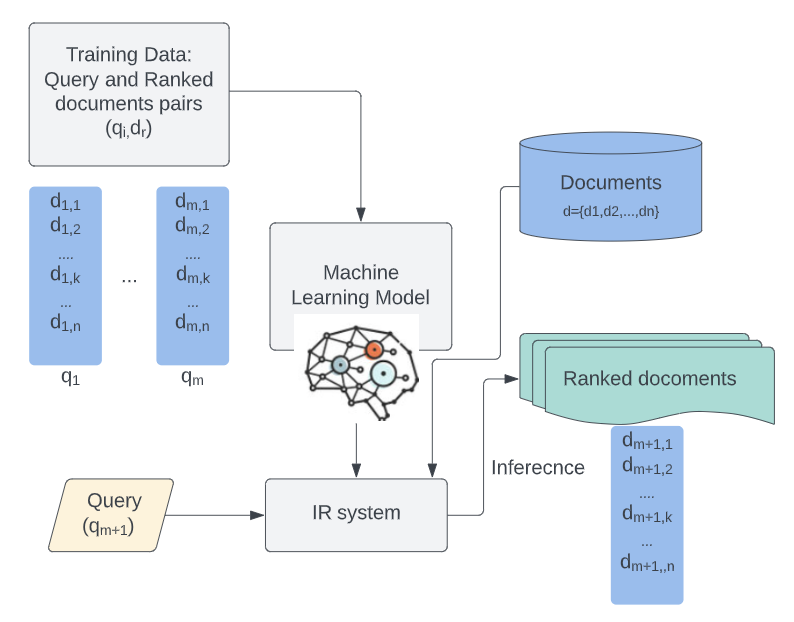 Training Data:
Query and Ranked
documents pairs
(qi,dr)
d1,1
d1,2
....
d1,k
...
d1,n
q1
...
dm,1
dm,2
....
dm,k
...
dm,n
qm
Machine
Learning Model
Documents
d={d1,d2,...,dn}
Ranked docoments
dm+1,1
dm+1,2
....
dm+1,k
...
dm+1,,n
Inferecnce
Query
(qm+1)
IR system